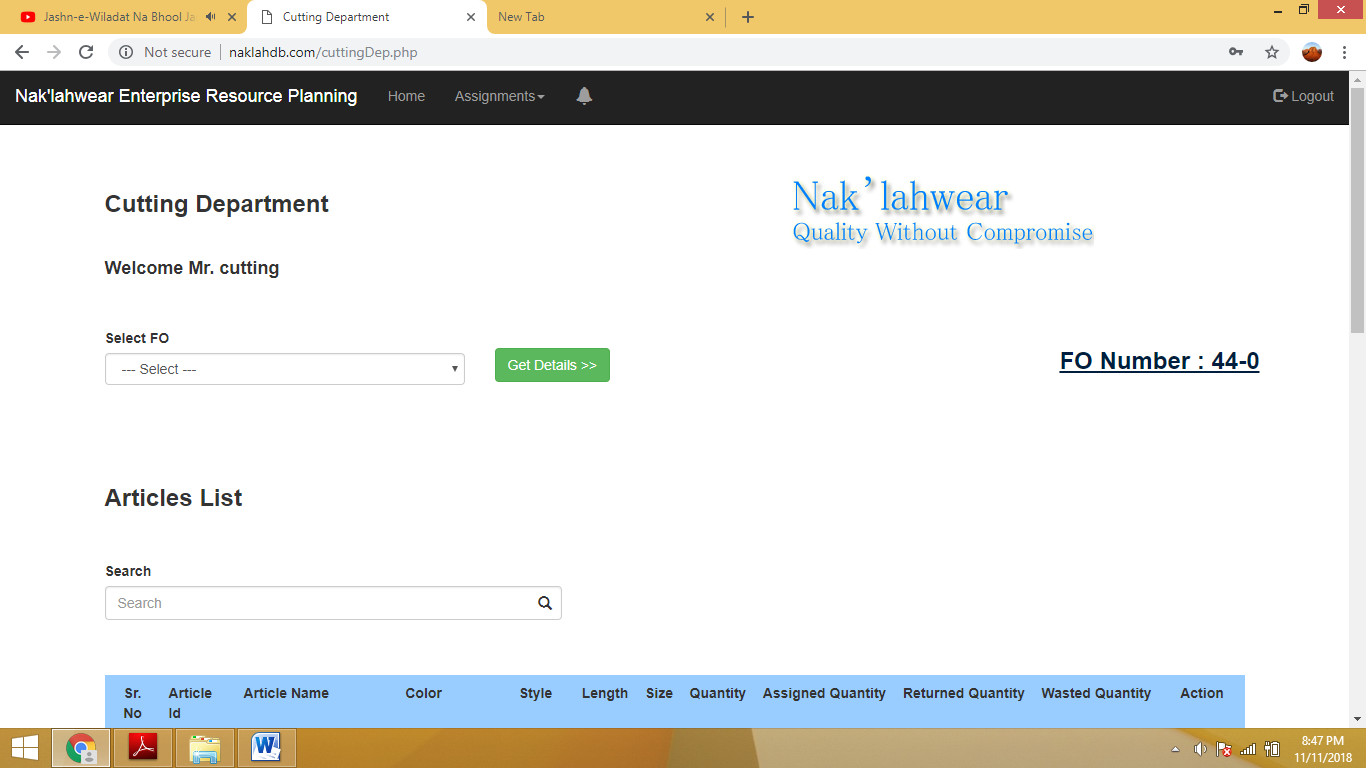 Jashn-e-Wiladat Na Bhool Ja
Cutting Department
New Tab
Not secure
naklahdb.com/cuttingDep.php
Nak'lahwear Enterprise Resource Planning
Home
Assignments
Logout
Cutting Department
Nak’lahwear
Quality Without Compromise
Welcome Mr. cutting
Select FO
--- Select ---
Get Details >>
FO Number : 44-0
Articles List
Search
Search
Sr. No
Article Id
Article Name
Color
Style
Length
Size
Quantity
Assigned Quantity
Returned Quantity
Wasted Quantity
Action
8:47 PM
11/11/2018